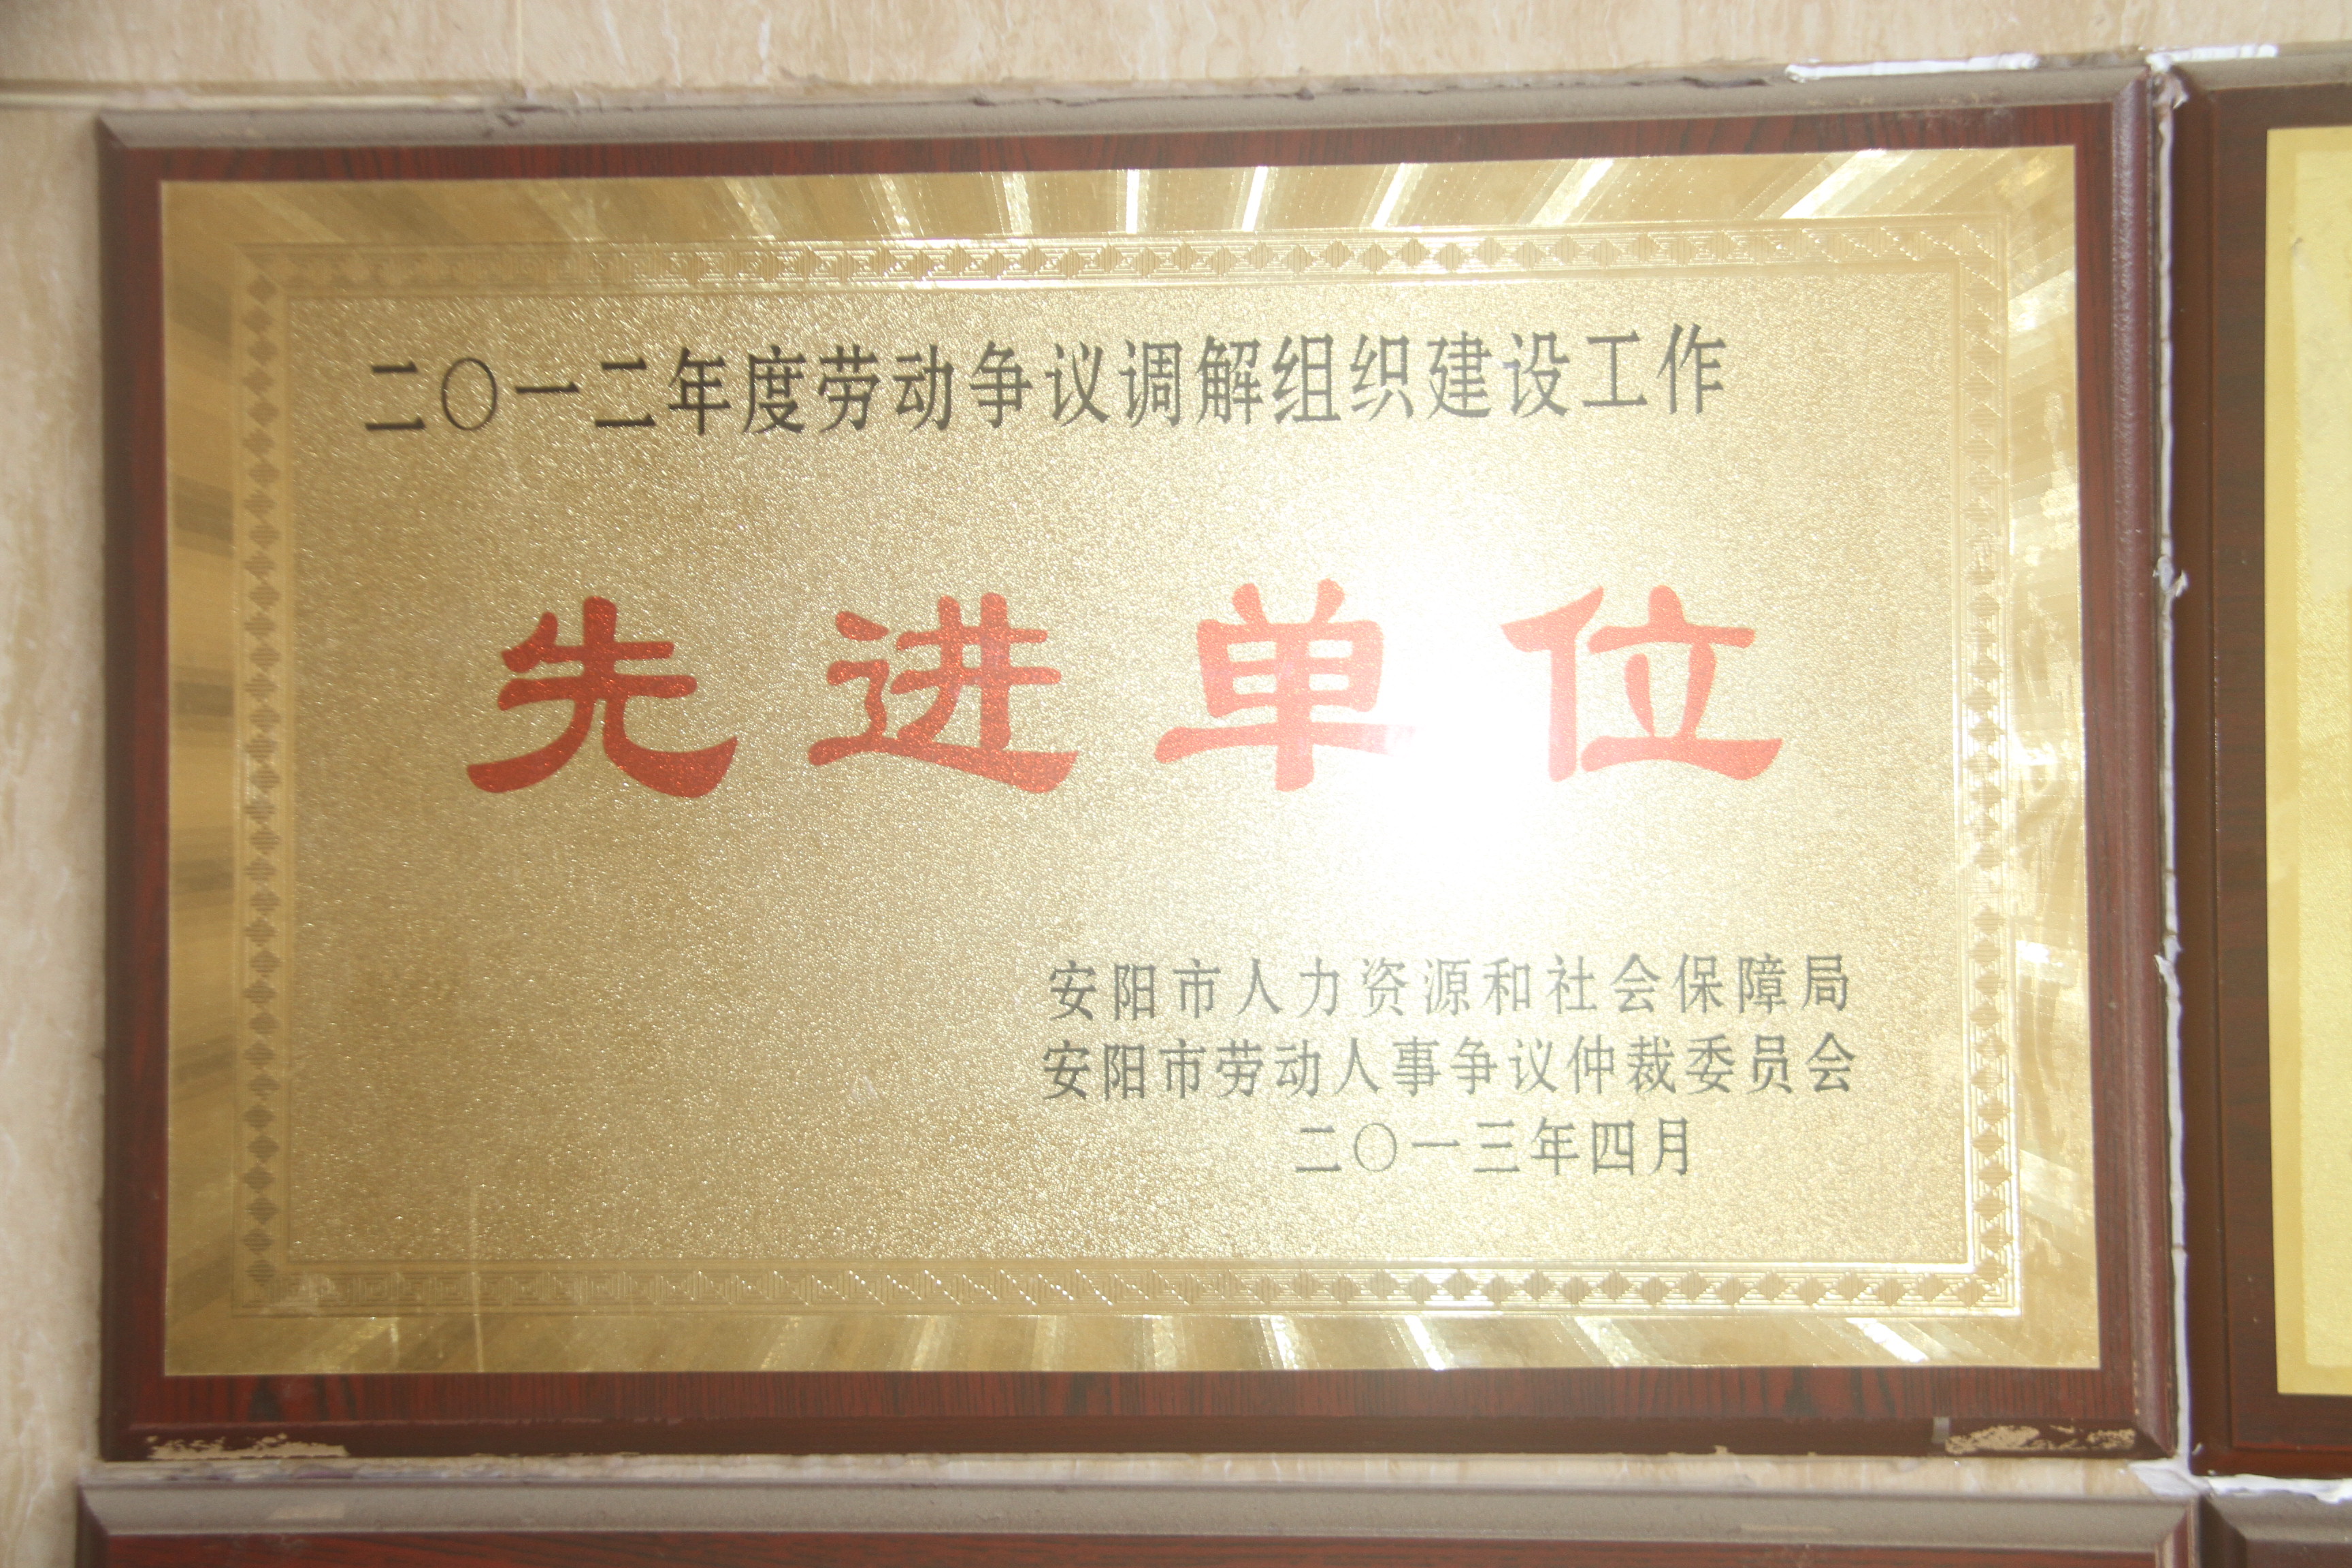 二〇一二年度劳动争议调解组织建设工作
先进单位
安阳市人力资源和社会保障局
安阳市劳动人事争议仲裁委员会
二〇一三年四月